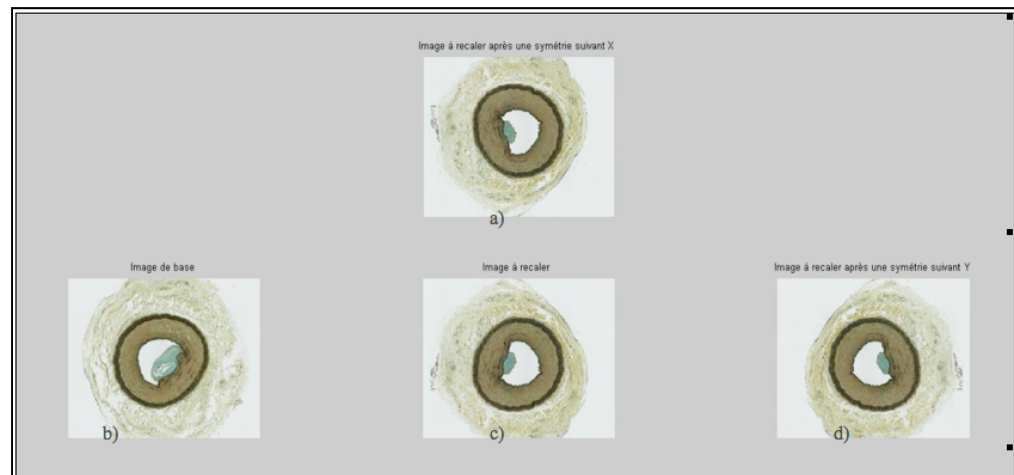 Image à recaler après une symétrie suivant X
a)
Image de base
Image à recaler
Image à recaler après une symétrie suivant Y
b)
c)
d)